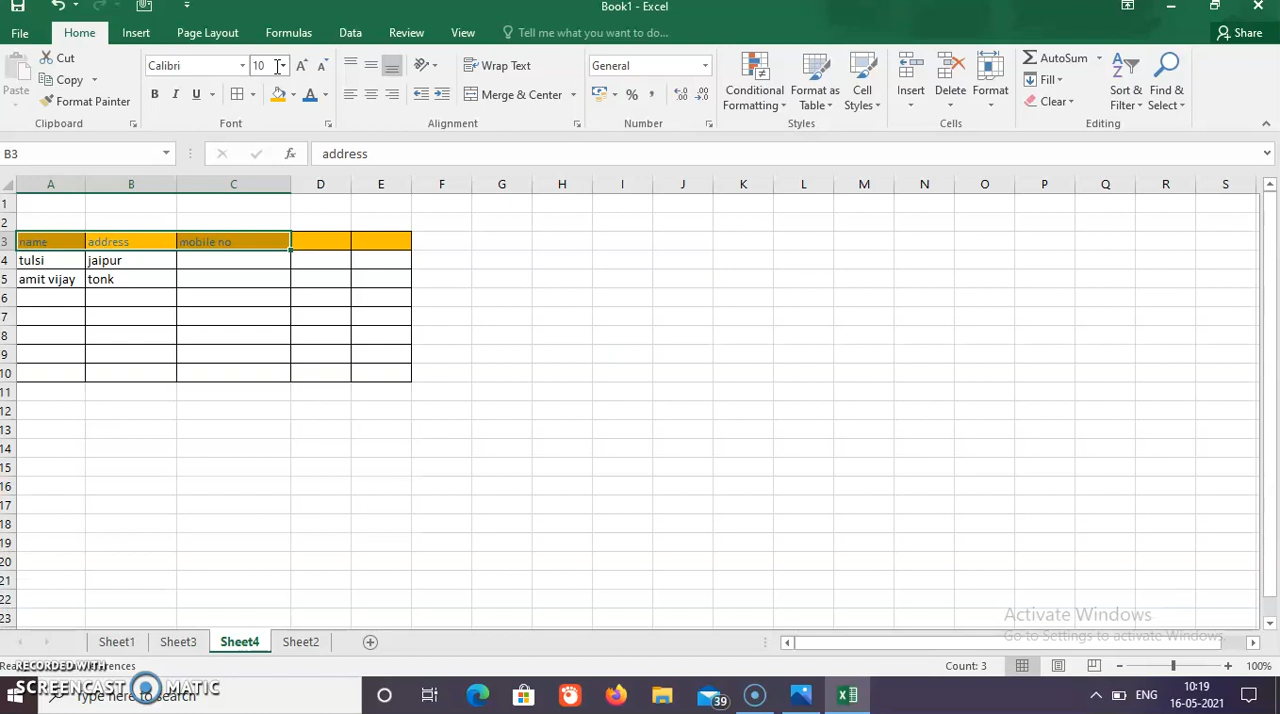 Book1 - Excel
File Home Insert Page Layout Formulas Data Review View Tell me what you want to do... Share
Cut
Copy
Format Painter
Paste
Clipboard
Calibri 10
B I U
Font
Wrap Text
Merge & Center
Alignment
General
Number
Conditional Formatting
Format as Table
Cell Styles
Styles
Insert Delete Format
Cells
AutoSum
Fill
Clear
Sort & Filter
Find & Select
Editing
B3 fx address
A B C D E F G H I J K L M N O P Q R S
1
2
3 name address mobile no
4 tulsi jaipur
5 amit vijay tonk
6
7
8
9
10
11
12
13
14
15
16
17
18
19
20
21
22
23
Activate Windows
Go to Settings to activate Windows.
Sheet1 Sheet3 Sheet4 Sheet2
Count: 3 100%
RECORDED WITH
SCREENCAST MATIC
Type here to search
39
ENG
10:19
16-05-2021